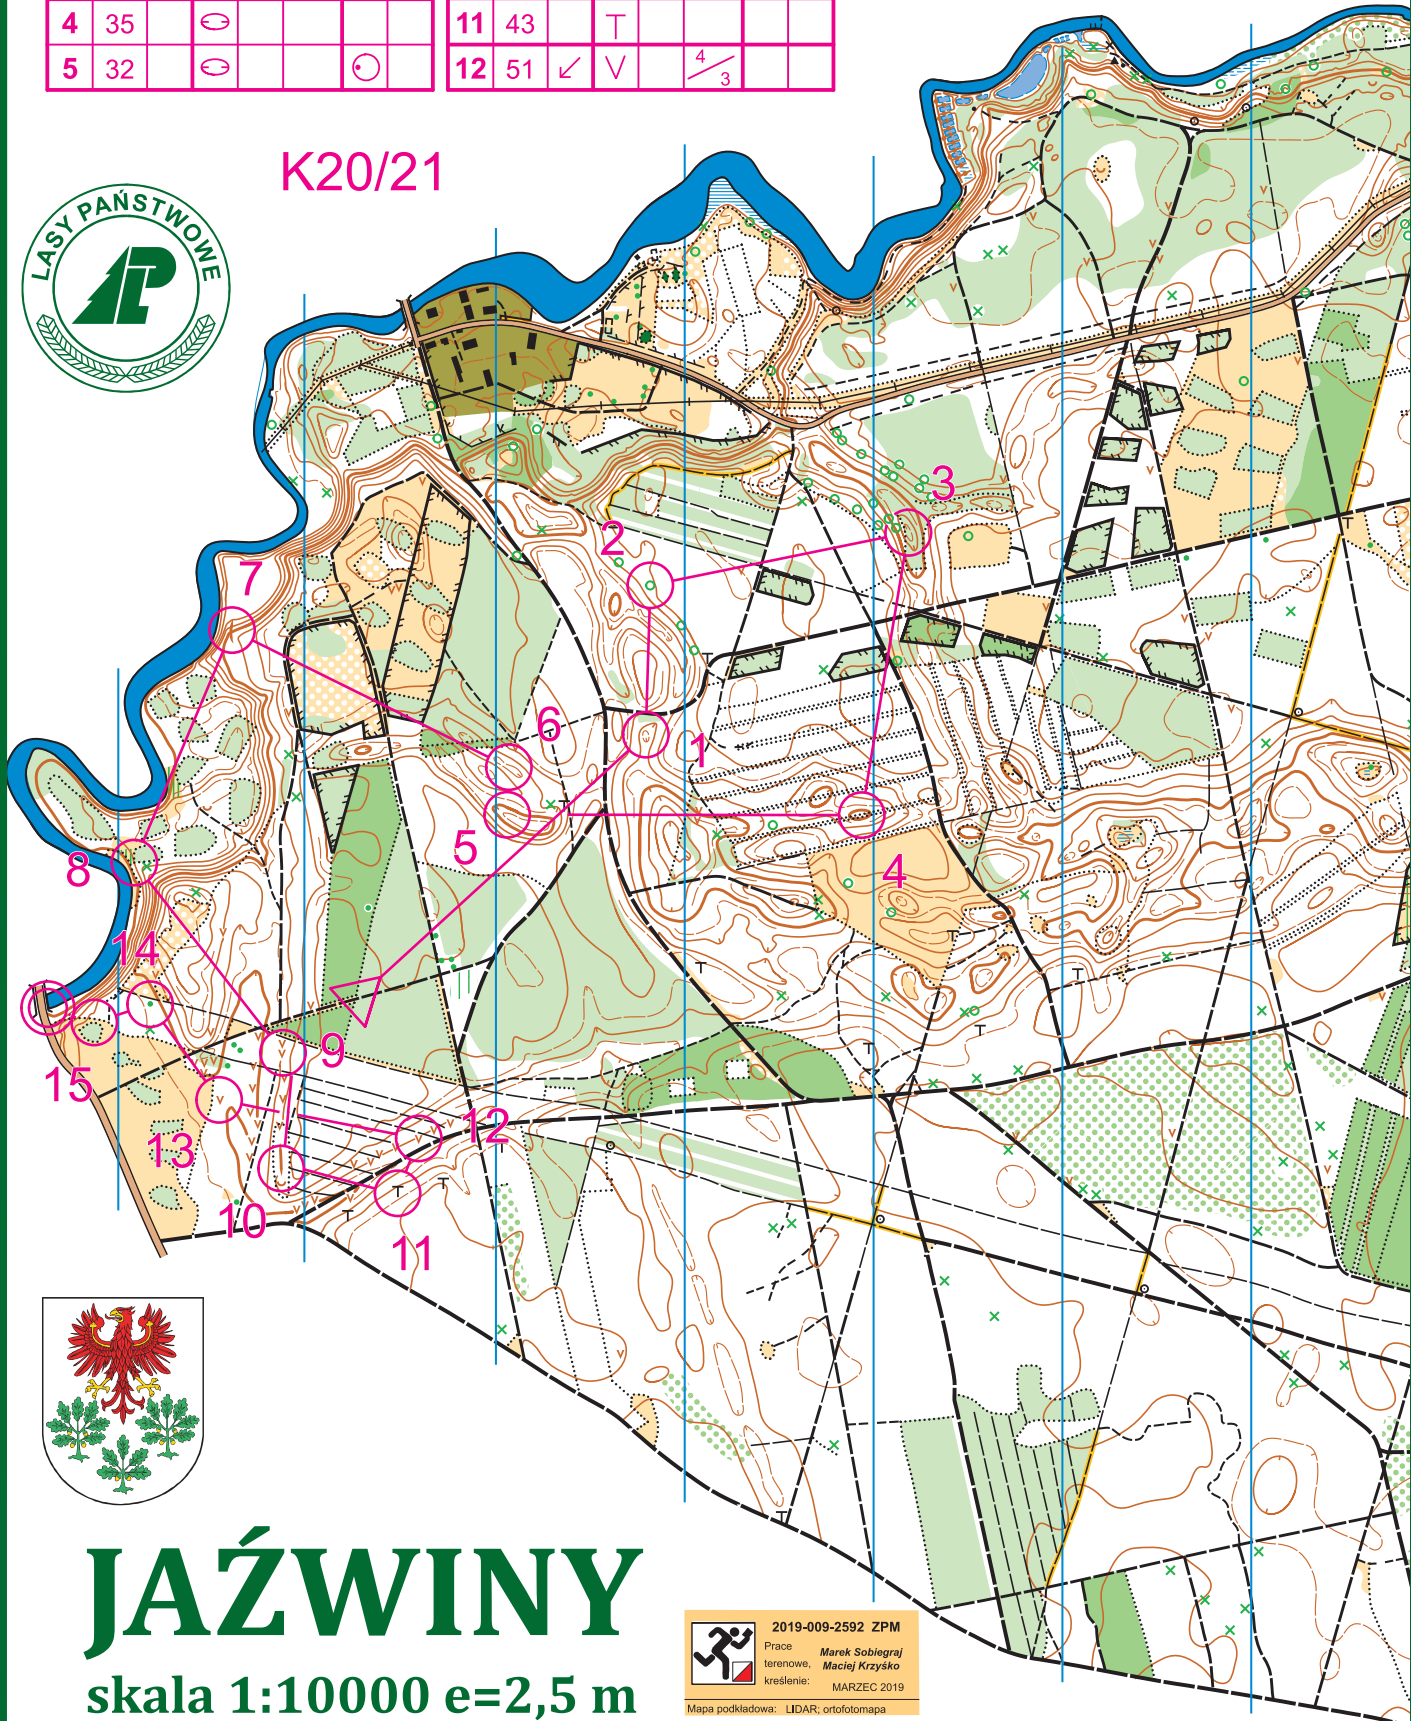 4 35
5 32
11 43
12 51 4/3
K20/21
LASY PAŃSTWOWE
LP
3
2
7
6
1
5
4
8
14
9
15
12
13
10
11
JAŹWINY
skala 1:10000 e=2,5 m
2019-009-2592 ZPM
Prace terenowe, kreślenie:
Marek Sobiegraj
Maciej Krzyśko
MARZEC 2019
Mapa podkładowa: LIDAR; ortofotomapa